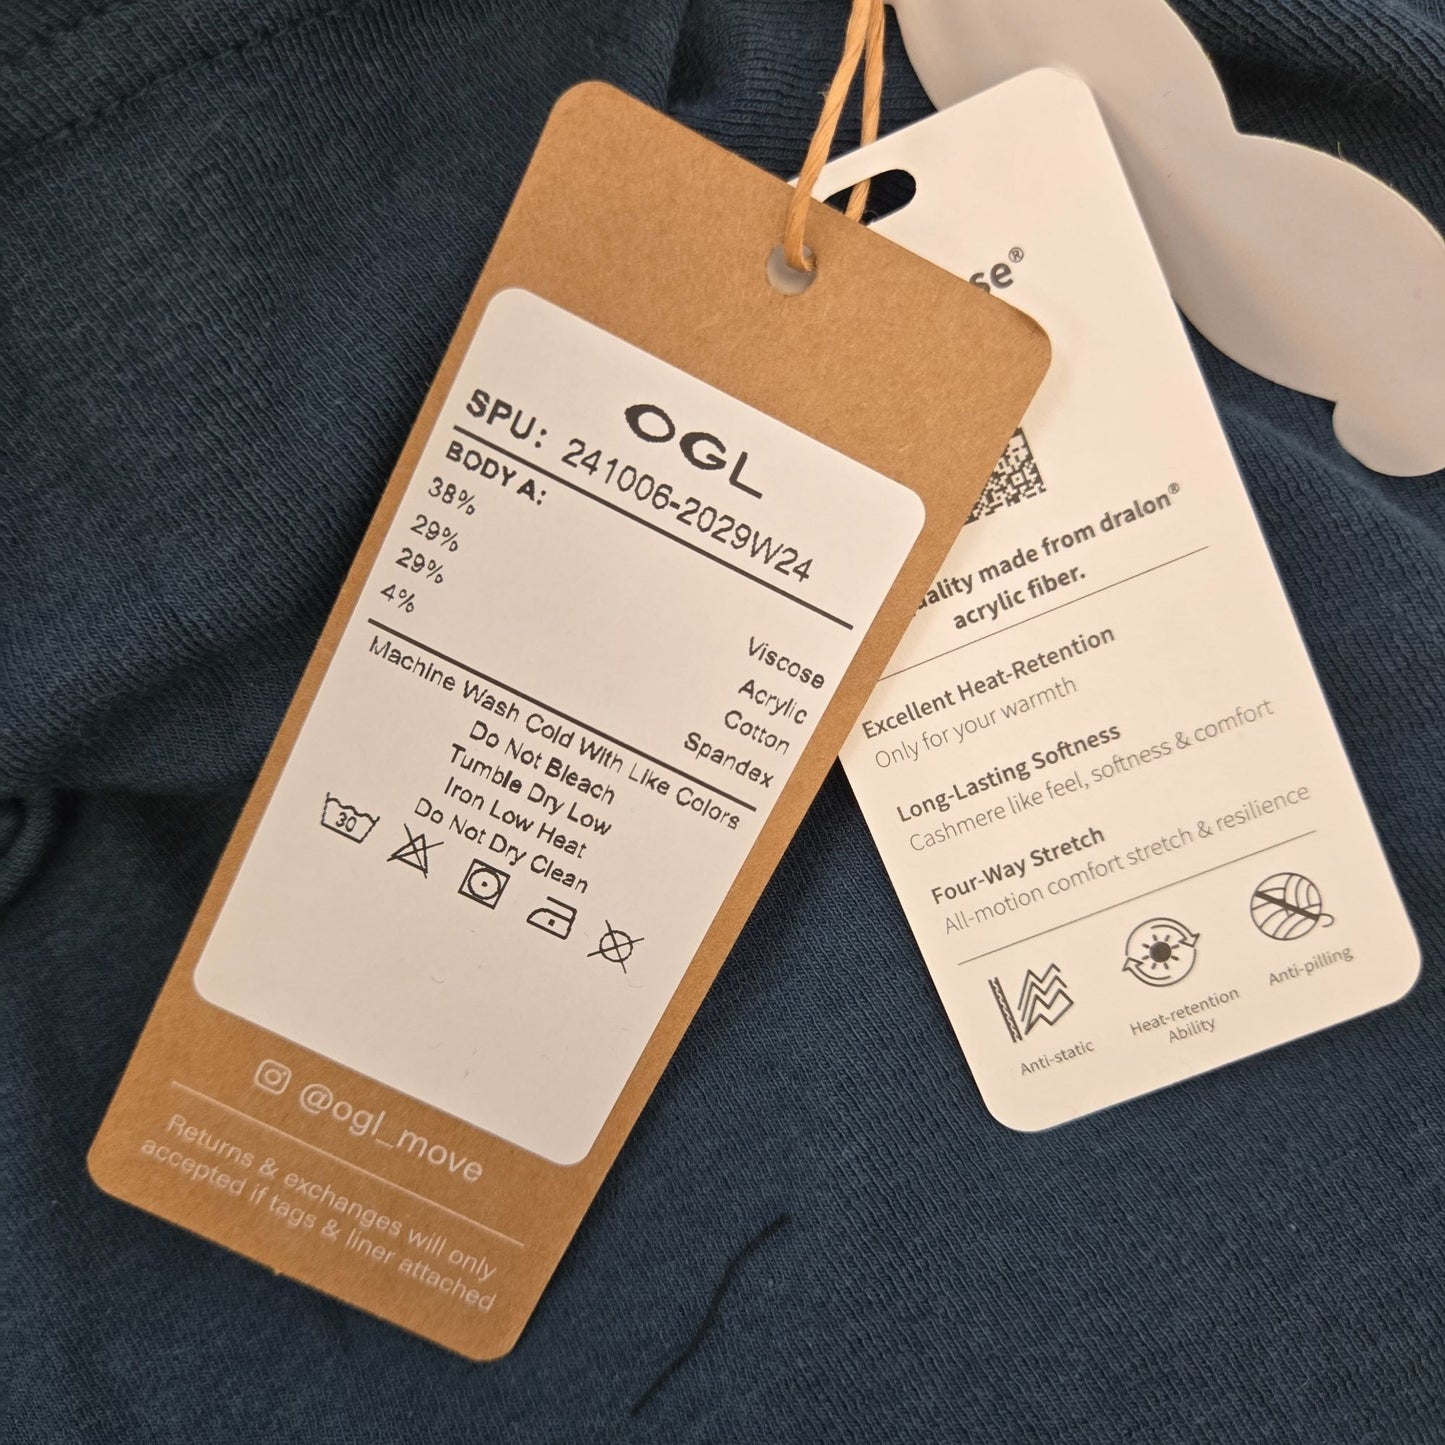 OGL
SPU: 241006-2029W24
BODY A:
38% Viscose
29% Acrylic
29% Cotton
4% Spandex
Machine Wash Cold With Like Colors
Do Not Bleach
Tumble Dry Low
Iron Low Heat
Do Not Dry Clean
30
@ogl_move
Returns & exchanges will only
accepted if tags & liner attached
se®
ality made from dralon®
acrylic fiber.
Excellent Heat-Retention
Only for your warmth
Long-Lasting Softness
Cashmere like feel, softness & comfort
Four-Way Stretch
All-motion comfort stretch & resilience
Anti-static
Heat-retention
Ability
Anti-pilling